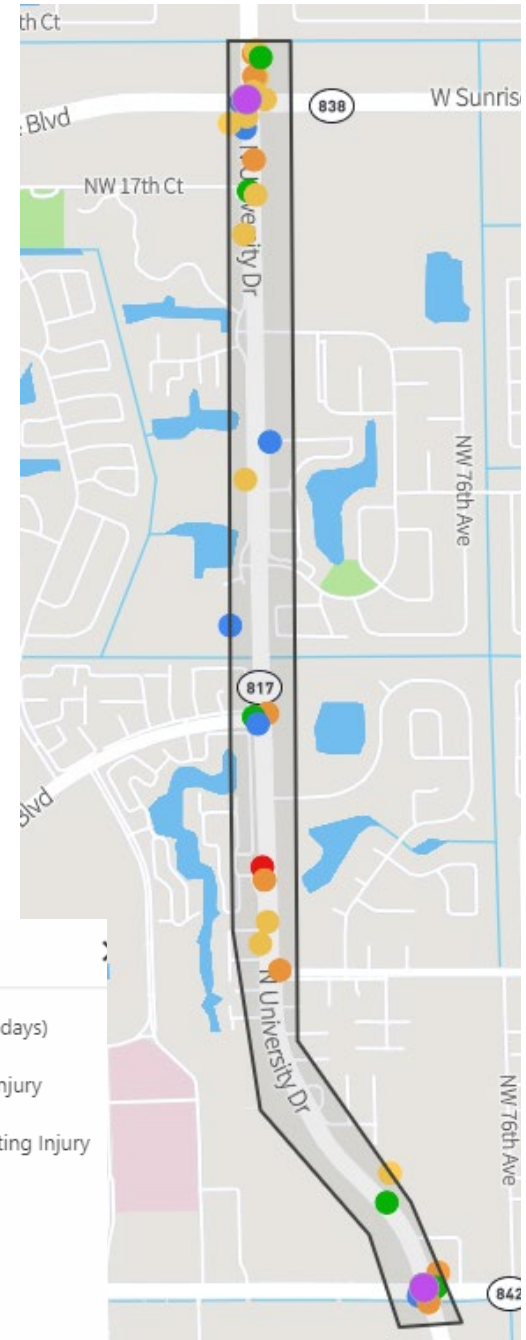 th Ct
838
W Sunris
Blvd
NW 17th Ct
N University Dr
NW 76th Ave
817
Blvd
days)
njury
ting Injury
N University Dr
NW 76th Ave
842